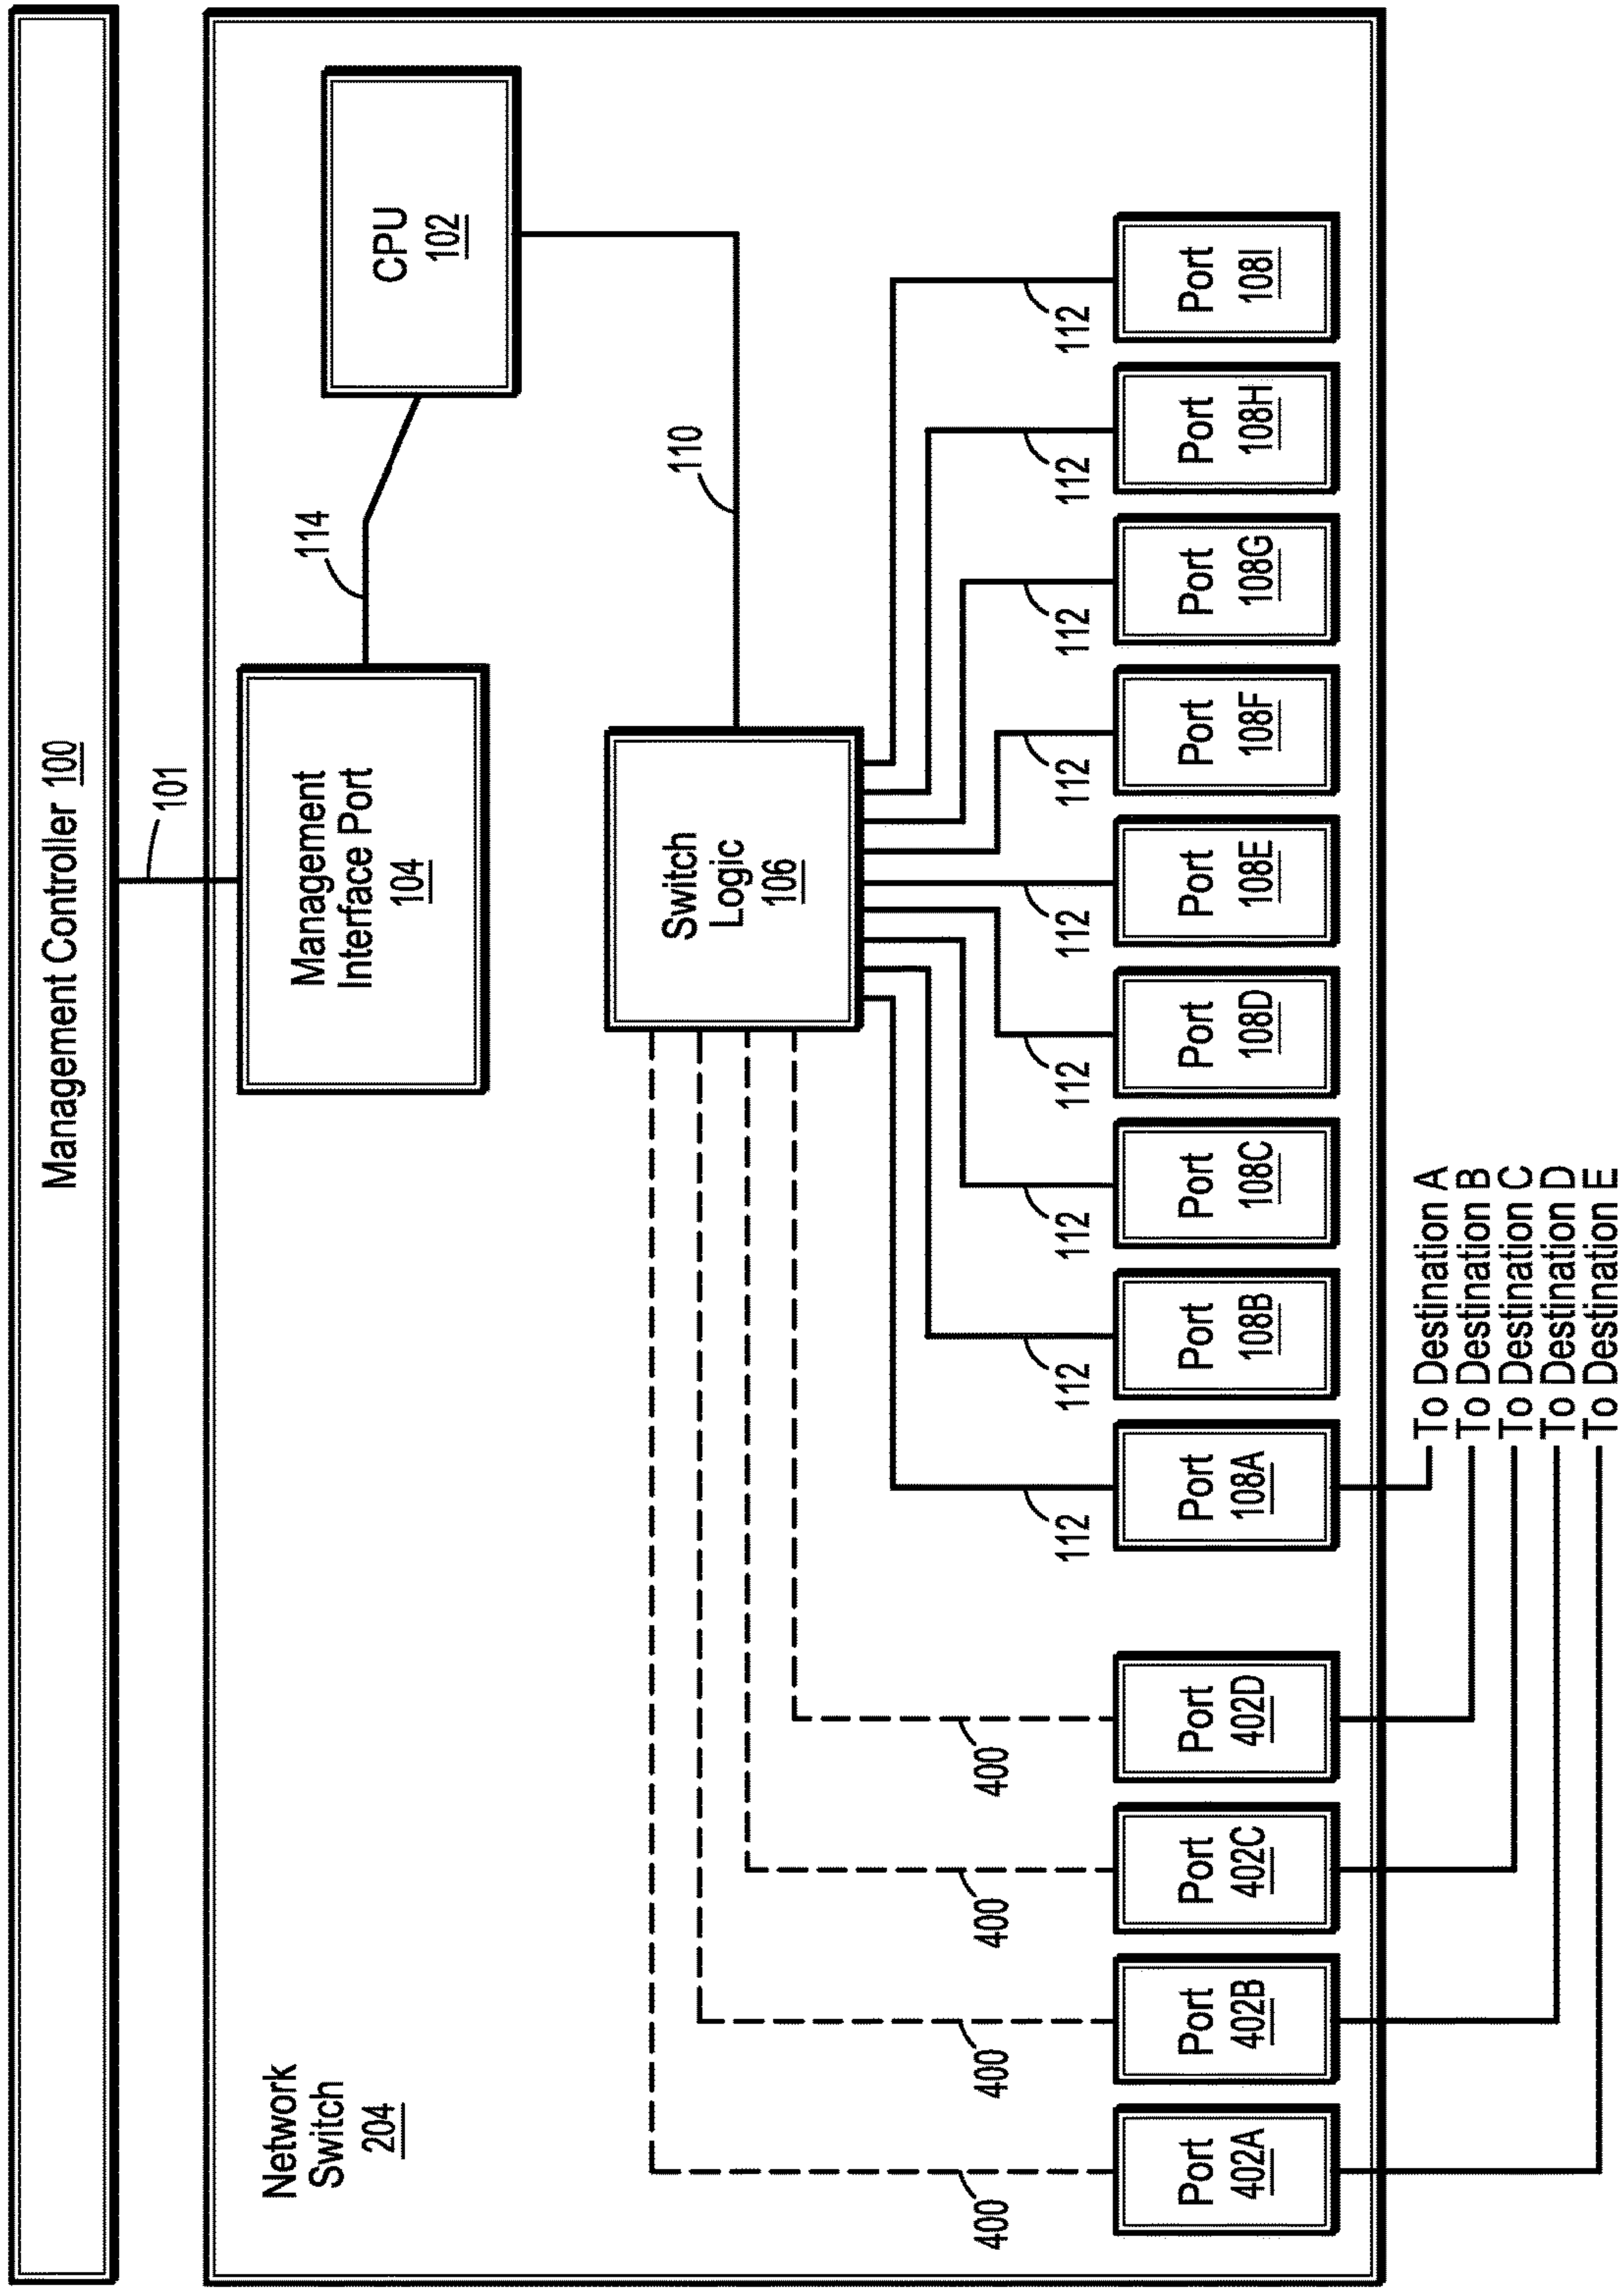 Management Controller 100
101
Network
Switch
204
Management
Interface Port
104
114
CPU
102
110
Switch
Logic
106
400
400
400
400
112
112
112
112
112
112
112
112
112
Port
402A
Port
402B
Port
402C
Port
402D
Port
108A
Port
108B
Port
108C
Port
108D
Port
108E
Port
108F
Port
108G
Port
108H
Port
108I
To Destination A
To Destination B
To Destination C
To Destination D
To Destination E